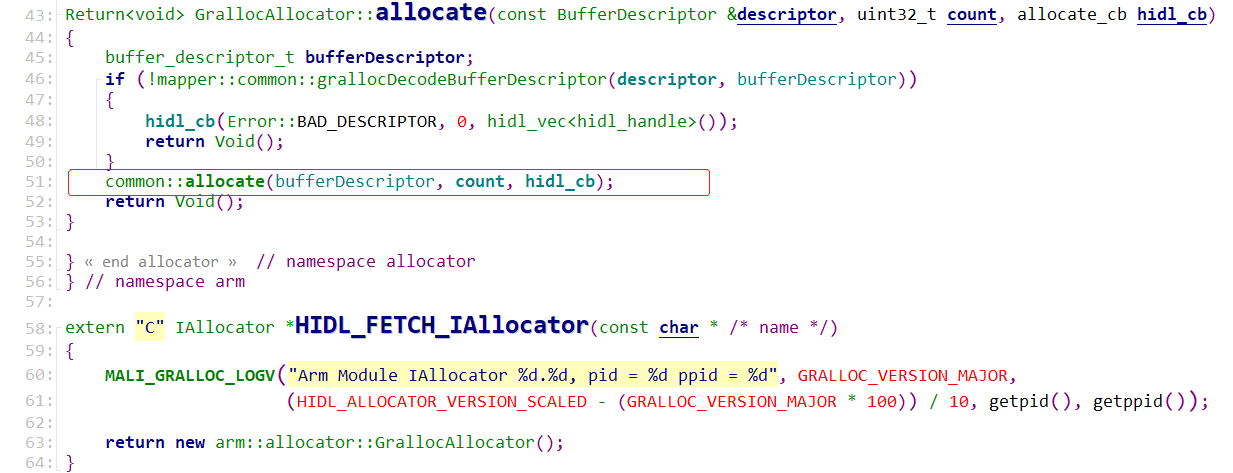 43: Return<void> GrallocAllocator::allocate(const BufferDescriptor &descriptor, uint32_t count, allocate_cb hidl_cb)
44: {
45:     buffer_descriptor_t bufferDescriptor;
46:     if (!mapper::common::grallocDecodeBufferDescriptor(descriptor, bufferDescriptor))
47:     {
48:         hidl_cb(Error::BAD_DESCRIPTOR, 0, hidl_vec<hidl_handle>());
49:         return Void();
50:     }
51:     common::allocate(bufferDescriptor, count, hidl_cb);
52:     return Void();
53: }
54:
55: } « end allocator » // namespace allocator
56: } // namespace arm
57:
58: extern "C" IAllocator *HIDL_FETCH_IAllocator(const char * /* name */)
59: {
60:     MALI_GRALLOC_LOGV("Arm Module IAllocator %d.%d, pid = %d ppid = %d", GRALLOC_VERSION_MAJOR,
61:                       (HIDL_ALLOCATOR_VERSION_SCALED - (GRALLOC_VERSION_MAJOR * 100)) / 10, getpid(), getppid());
62:
63:     return new arm::allocator::GrallocAllocator();
64: }